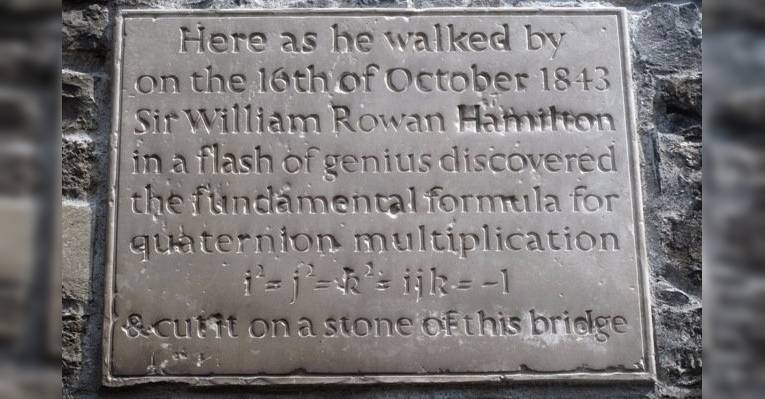 Here as he walked by
on the 16th of October 1843
Sir William Rowan Hamilton
in a flash of genius discovered
the fundamental formula for
quaternion multiplication
i² = j² = k² = ijk = -1
& cut it on a stone of this bridge